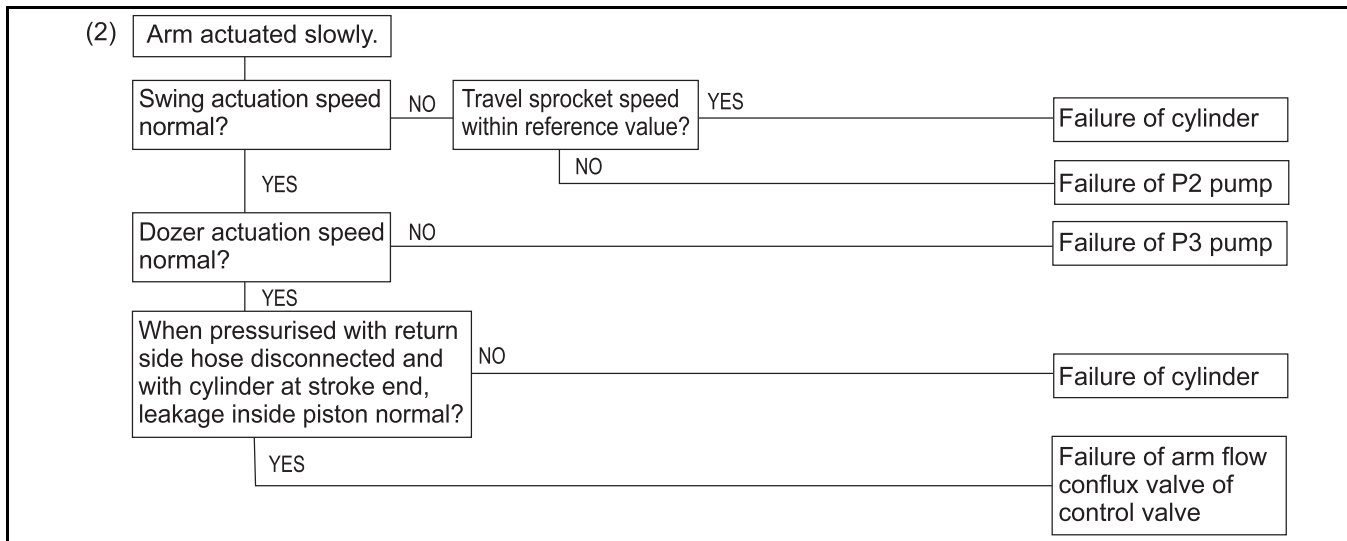 (2)
Arm actuated slowly.
Swing actuation speed
normal?
NO
Travel sprocket speed
within reference value?
YES
Failure of cylinder
NO
Failure of P2 pump
YES
Dozer actuation speed
normal?
NO
Failure of P3 pump
YES
When pressurised with return
side hose disconnected and
with cylinder at stroke end,
leakage inside piston normal?
NO
Failure of cylinder
YES
Failure of arm flow
conflux valve of
control valve